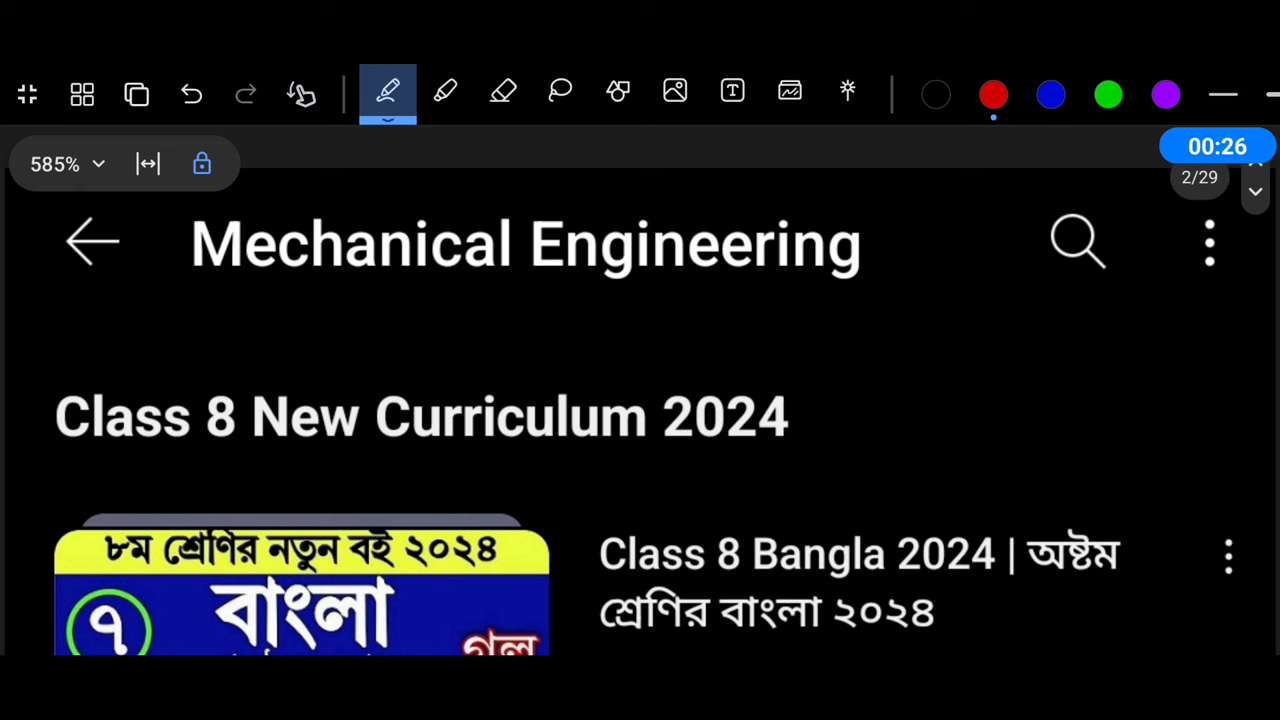 585%
00:26
2/29
Mechanical Engineering
Class 8 New Curriculum 2024
৮ম শ্রেণির নতুন বই ২০২৪
৭
বাংলা
গল্প
Class 8 Bangla 2024 | অষ্টম
শ্রেণির বাংলা ২০২৪